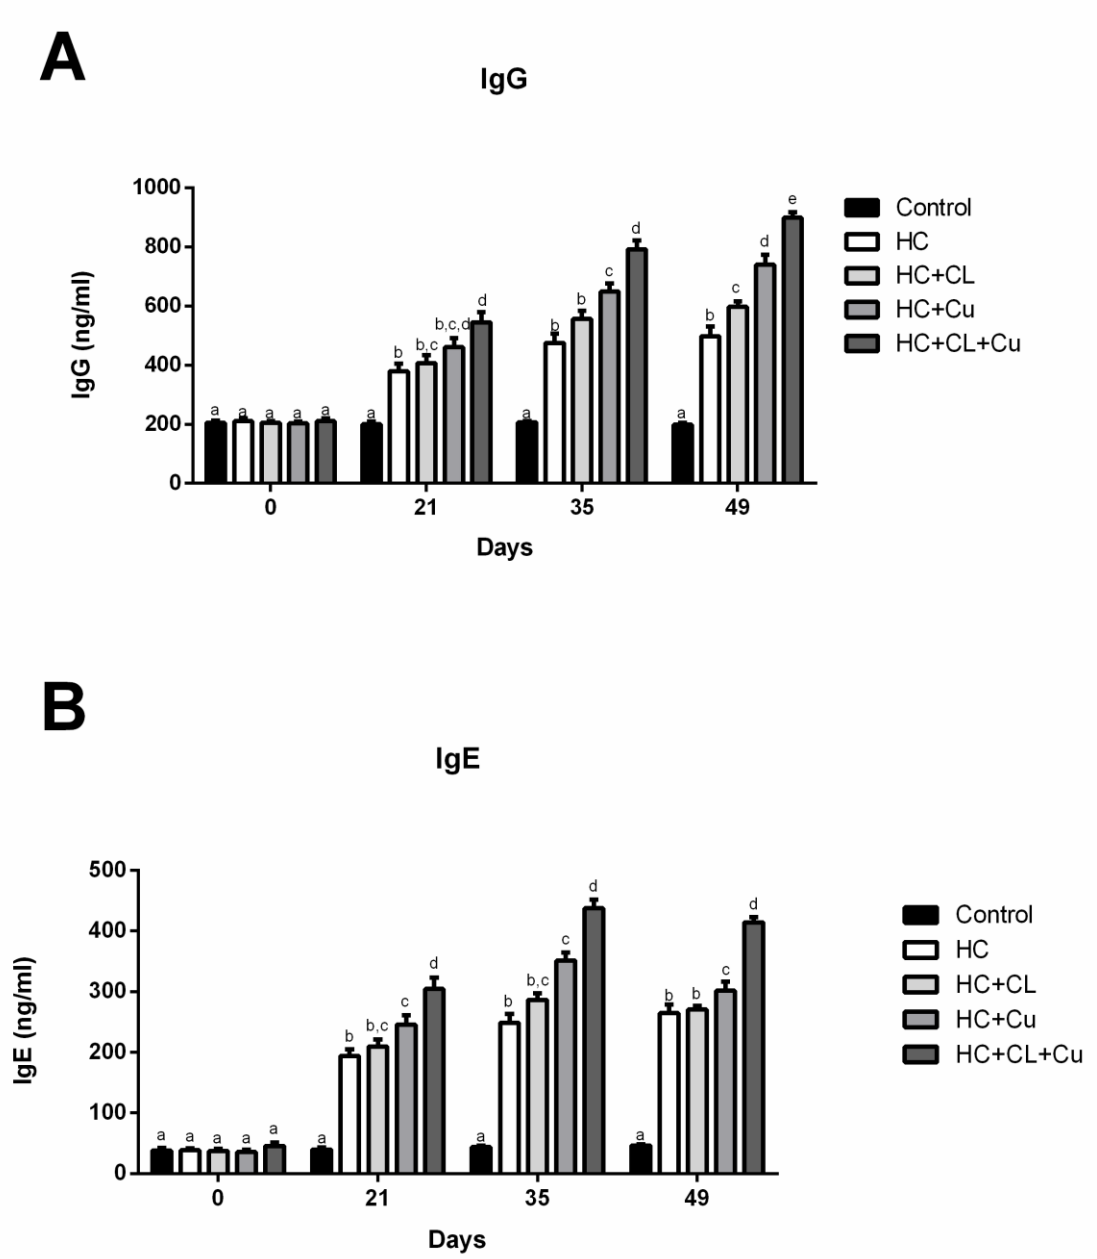 A
IgG
1000
800
600
400
200
0
IgG (ng/ml)
a a a a a
a b b,c b,c,d d
a b b c d
a b c d e
0 21 35 49
Days
Control
HC
HC+CL
HC+Cu
HC+CL+Cu
B
IgE
500
400
300
200
100
0
IgE (ng/ml)
a a a a a
a b b,c c d
a b b,c c d
a b b c d
0 21 35 49
Days
Control
HC
HC+CL
HC+Cu
HC+CL+Cu